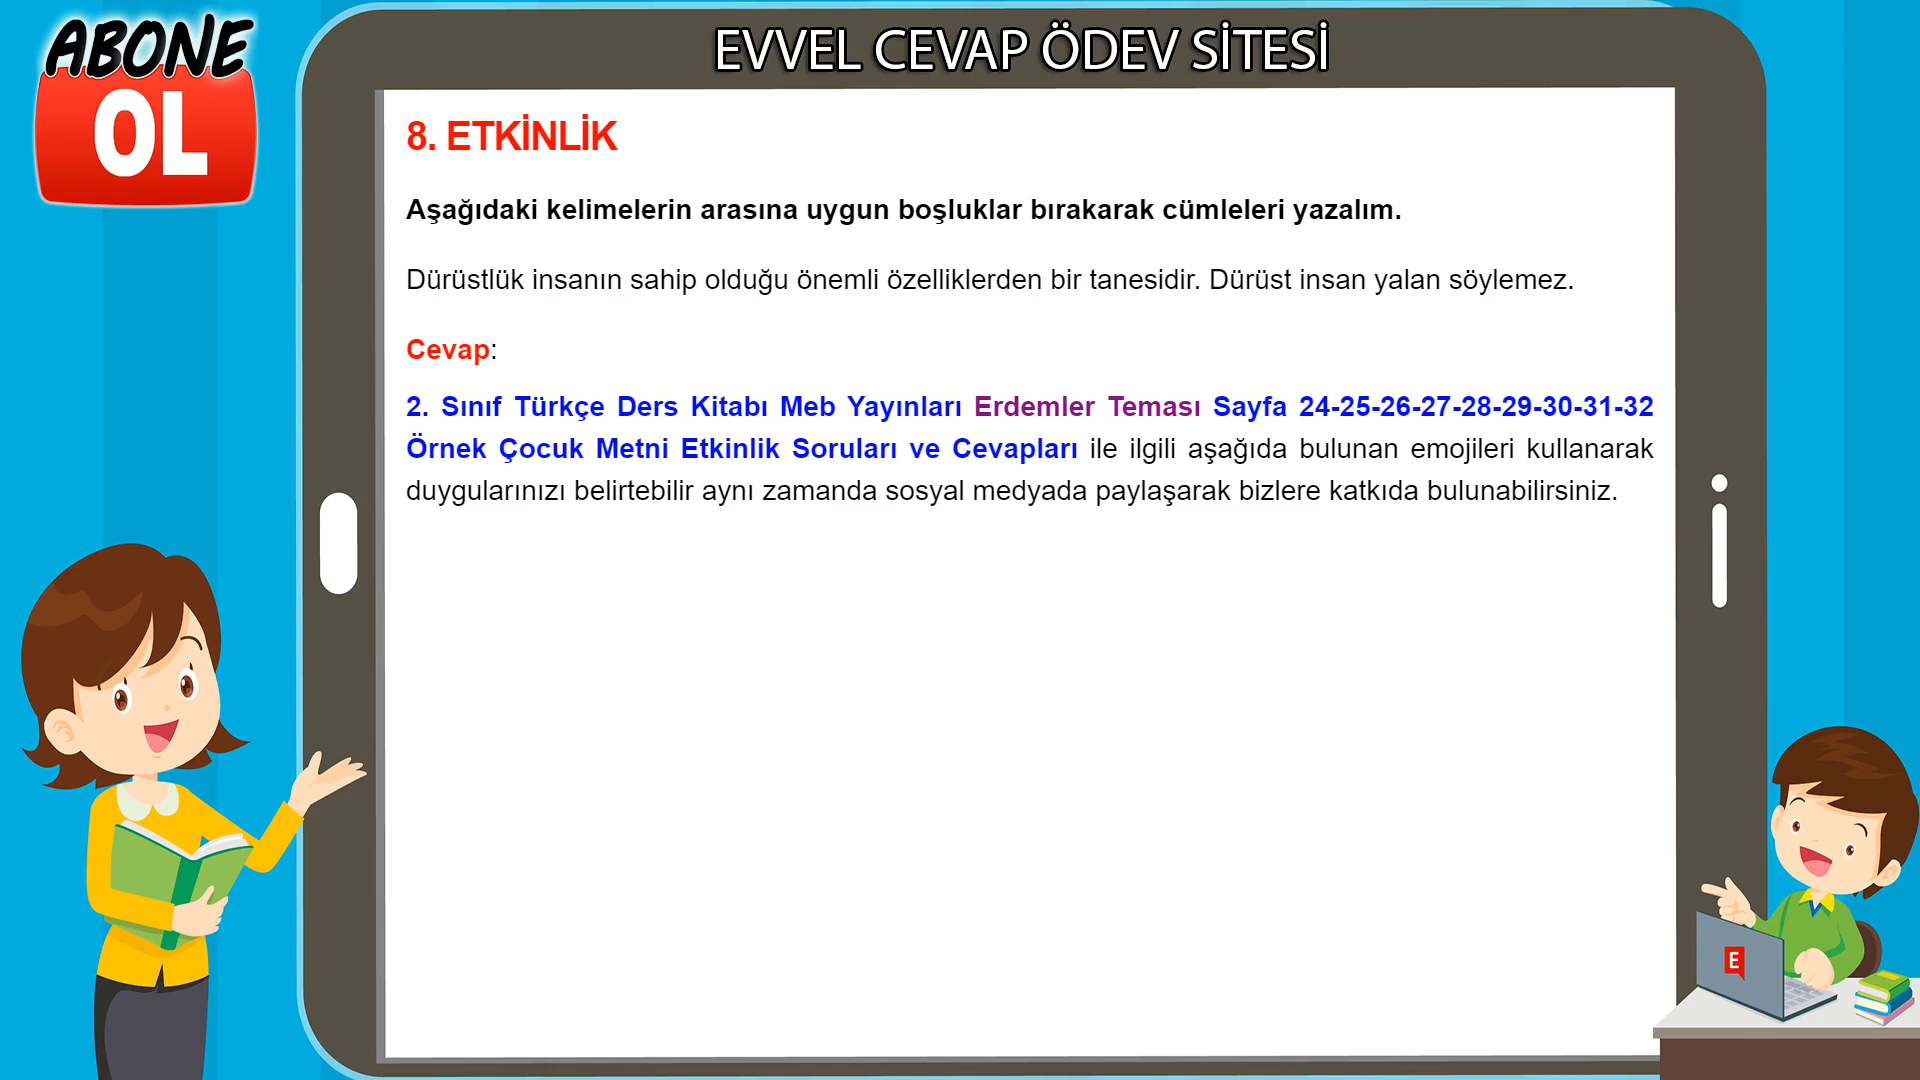 ABONE
OL
EVVEL CEVAP ÖDEV SİTESİ
8. ETKİNLİK
Aşağıdaki kelimelerin arasına uygun boşluklar bırakarak cümleleri yazalım.
Dürüstlük insanın sahip olduğu önemli özelliklerden bir tanesidir. Dürüst insan yalan söylemez.
Cevap:
2. Sınıf Türkçe Ders Kitabı Meb Yayınları Erdemler Teması Sayfa 24-25-26-27-28-29-30-31-32
Örnek Çocuk Metni Etkinlik Soruları ve Cevapları ile ilgili aşağıda bulunan emojileri kullanarak
duygularınızı belirtebilir aynı zamanda sosyal medyada paylaşarak bizlere katkıda bulunabilirsiniz.
E